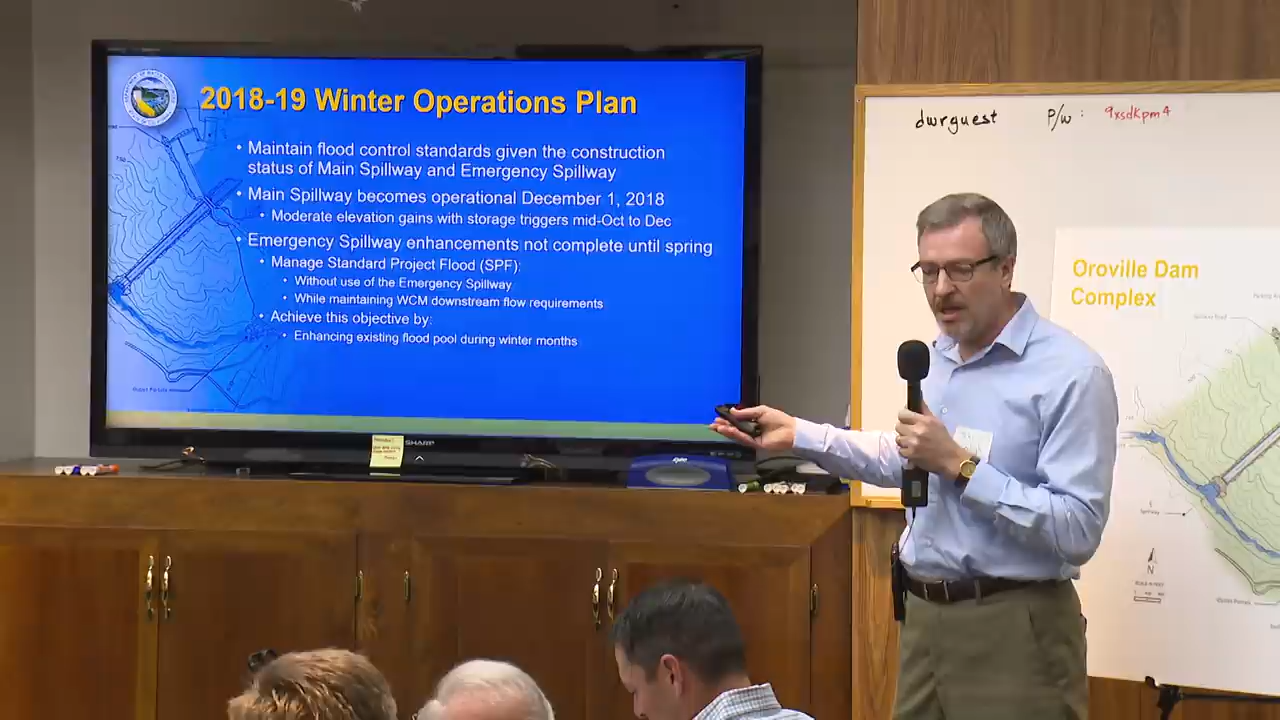 2018-19 Winter Operations Plan
• Maintain flood control standards given the construction
status of Main Spillway and Emergency Spillway
• Main Spillway becomes operational December 1, 2018
• Moderate elevation gains with storage triggers mid-Oct to Dec
• Emergency Spillway enhancements not complete until spring
• Manage Standard Project Flood (SPF):
• Without use of the Emergency Spillway
• While maintaining WCM downstream flow requirements
• Achieve this objective by:
• Enhancing existing flood pool during winter months
SHARP
EXPO
dwrguest P/w: 9xsdKpm4
Oroville Dam
Complex
Spillway
N